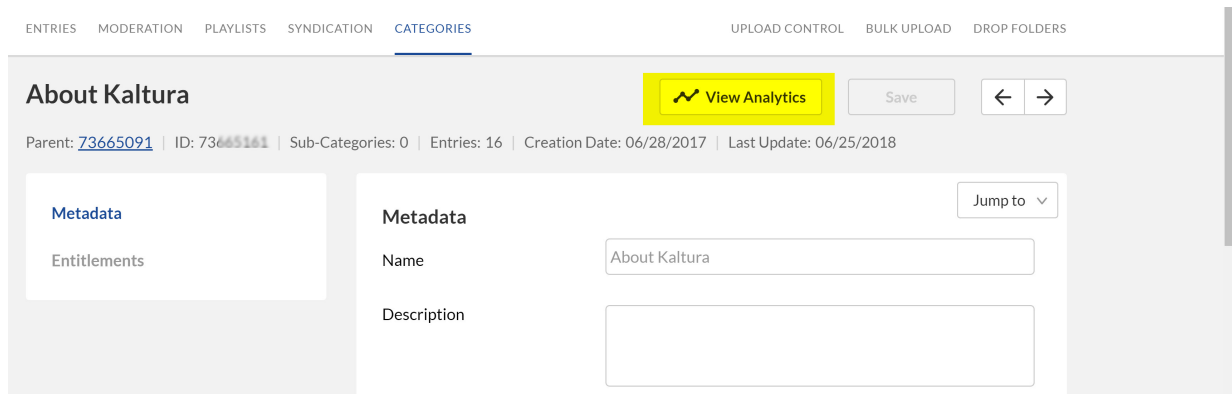 ENTRIES MODERATION PLAYLISTS SYNDICATION CATEGORIES UPLOAD CONTROL BULK UPLOAD DROP FOLDERS
About Kaltura View Analytics Save
Parent: 73665091 | ID: 73 | Sub-Categories: 0 | Entries: 16 | Creation Date: 06/28/2017 | Last Update: 06/25/2018
Metadata
Entitlements
Jump to
Metadata
Name About Kaltura
Description